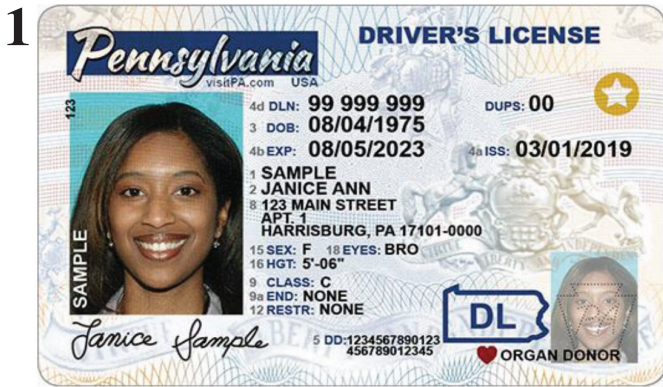 1
Pennsylvania
visitPA.com USA
DRIVER'S LICENSE
123
4d DLN: 99 999 999 DUPS: 00
3 DOB: 08/04/1975
4b EXP: 08/05/2023 4a ISS: 03/01/2019
1 SAMPLE
2 JANICE ANN
8 123 MAIN STREET
APT. 1
HARRISBURG, PA 17101-0000
15 SEX: F 18 EYES: BRO
16 HGT: 5'-06"
9 CLASS: C
9a END: NONE
12 RESTR: NONE
SAMPLE
Janice Sample
5 DD:1234567890123
456789012345
DL
ORGAN DONOR